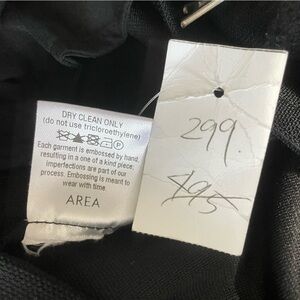 DRY CLEAN ONLY
(do not use tricloroethylene)
P
Each garment is embossed by hand,
resulting in a one of a kind piece;
imperfections are part of our
process. Embossing is meant to
wear with time.
AREA
299.
895